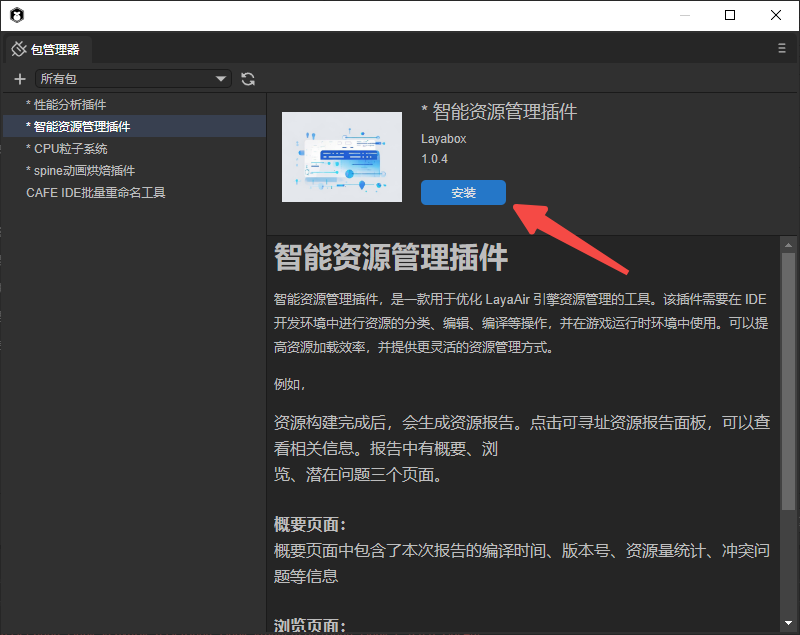 包管理器
所有包
* 性能分析插件
* 智能资源管理插件
* CPU粒子系统
* spine动画烘焙插件
CAFE IDE批量重命名工具
* 智能资源管理插件
Layabox
1.0.4
安装
智能资源管理插件
智能资源管理插件，是一款用于优化 LayaAir 引擎资源管理的工具。该插件需要在 IDE
开发环境中进行资源的分类、编辑、编译等操作，并在游戏运行时环境中使用。可以提
高资源加载效率，并提供更灵活的资源管理方式。
例如，
资源构建完成后，会生成资源报告。点击可寻址资源报告面板，可以查
看相关信息。报告中有概要、浏
览、潜在问题三个页面。
概要页面：
概要页面中包含了本次报告的编译时间、版本号、资源量统计、冲突问
题等信息
浏览页面：